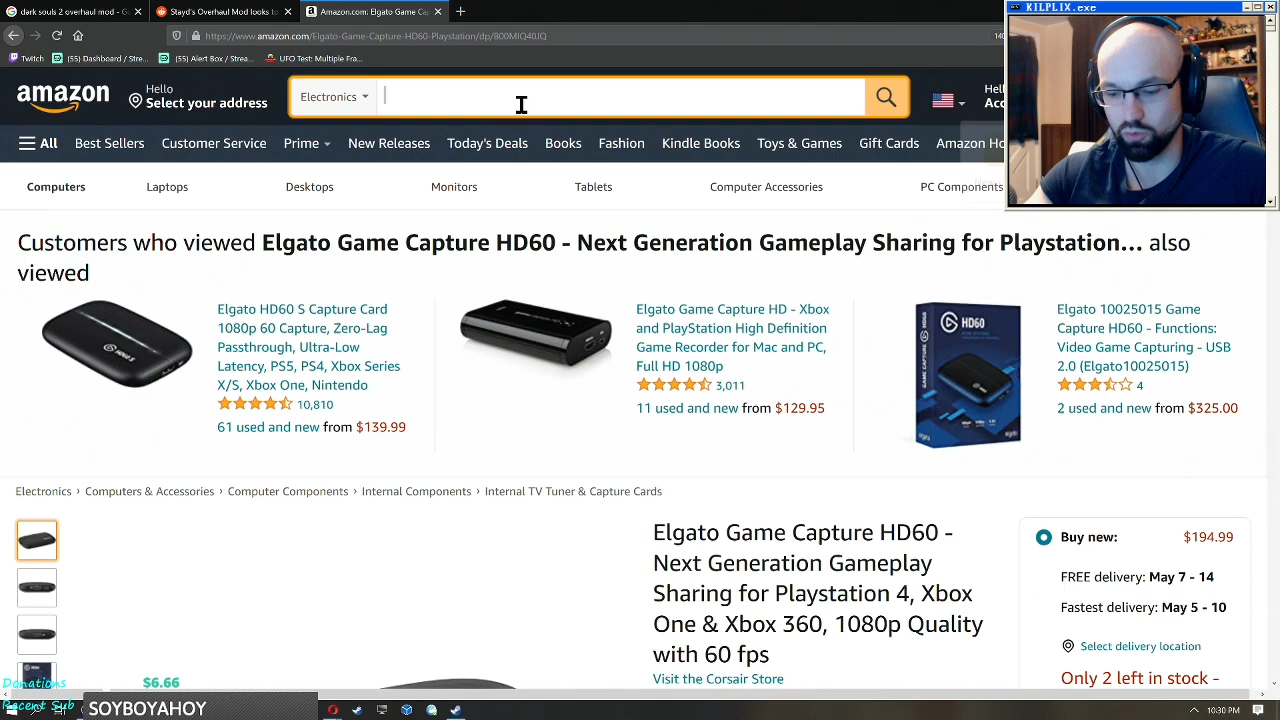 dark souls 2 overhaul mod - Go
Stayd's Overhaul Mod looks to
Amazon.com: Elgato Game Ca
KILPLIX.exe
https://www.amazon.com/Elgato-Game-Capture-HD60-Playstation/dp/B00MIQ40JQ
140
Twitch
(55) Dashboard / Stre...
(55) Alert Box / Strea...
UFO Test: Multiple Fra...
amazon
Hello
Select your address
Electronics
Hel
Acc
All
Best Sellers
Customer Service
Prime
New Releases
Today's Deals
Books
Fashion
Kindle Books
Toys & Games
Gift Cards
Amazon Ho
Computers
Laptops
Desktops
Monitors
Tablets
Computer Accessories
PC Components
Customers who viewed Elgato Game Capture HD60 - Next Generation Gameplay Sharing for Playstation... also
viewed
Elgato HD60 S Capture Card
1080p 60 Capture, Zero-Lag
Passthrough, Ultra-Low
Latency, PS5, PS4, Xbox Series
X/S, Xbox One, Nintendo
10,810
61 used and new from $139.99
Elgato Game Capture HD - Xbox
and PlayStation High Definition
Game Recorder for Mac and PC,
Full HD 1080p
3,011
11 used and new from $129.95
HD60
Elgato 10025015 Game
Capture HD60 - Functions:
Video Game Capturing - USB
2.0 (Elgato10025015)
4
2 used and new from $325.00
Electronics › Computers & Accessories › Computer Components › Internal Components › Internal TV Tuner & Capture Cards
Elgato Game Capture HD60 -
Next Generation Gameplay
Sharing for Playstation 4, Xbox
One & Xbox 360, 1080p Quality
with 60 fps
Visit the Corsair Store
Buy new:
$194.99
FREE delivery: May 7 - 14
Fastest delivery: May 5 - 10
Select delivery location
Only 2 left in stock -
Donations
$6.66
Recent Sub
SOYBOYAHOY
10:30 PM